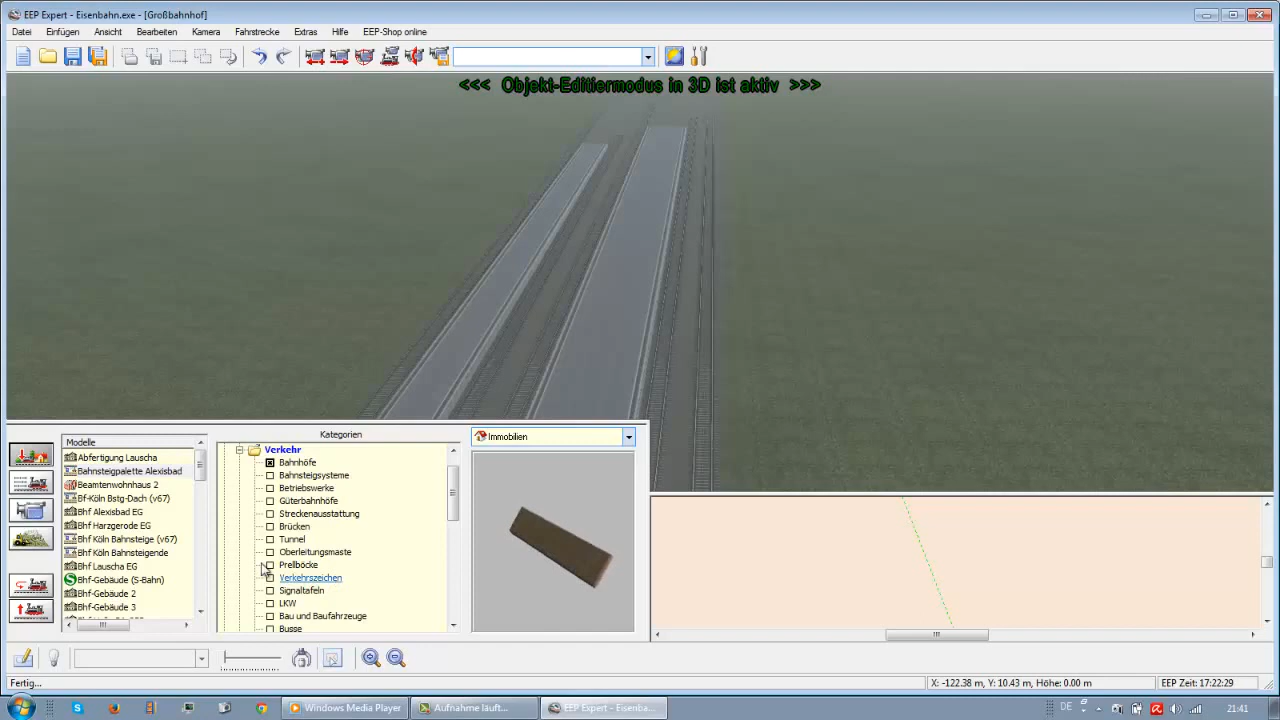 EEP Expert - Eisenbahn.exe - [Großbahnhof]
Datei Einfügen Ansicht Bearbeiten Kamera Fahrstrecke Extras Hilfe EEP-Shop online
<<< Objekt-Editiermodus in 3D ist aktiv >>>
Modelle
Abfertigung Lauscha
Bahnsteigpalette Alexisbad
Beamtenwohnhaus 2
Bf-Köln Bstg-Dach (v67)
Bhf Alexisbad EG
Bhf Harzgerode EG
Bhf Köln Bahnsteige (v67)
Bhf Köln Bahnsteigende
Bhf Lauscha EG
Bhf-Gebäude (S-Bahn)
Bhf-Gebäude 2
Bhf-Gebäude 3
Kategorien
Verkehr
Bahnhöfe
Bahnsteigsysteme
Betriebswerke
Güterbahnhöfe
Streckenausstattung
Brücken
Tunnel
Oberleitungsmaste
Prellböcke
Verkehrszeichen
Signaltafeln
LKW
Bau und Baufahrzeuge
Busse
Immobilien
Fertig...
X: -122.38 m, Y: 10.43 m, Höhe: 0.00 m
EEP Zeit: 17:22:29
Windows Media Player
Aufnahme läuft...
EEP Expert - Eisenba...
DE
21:41